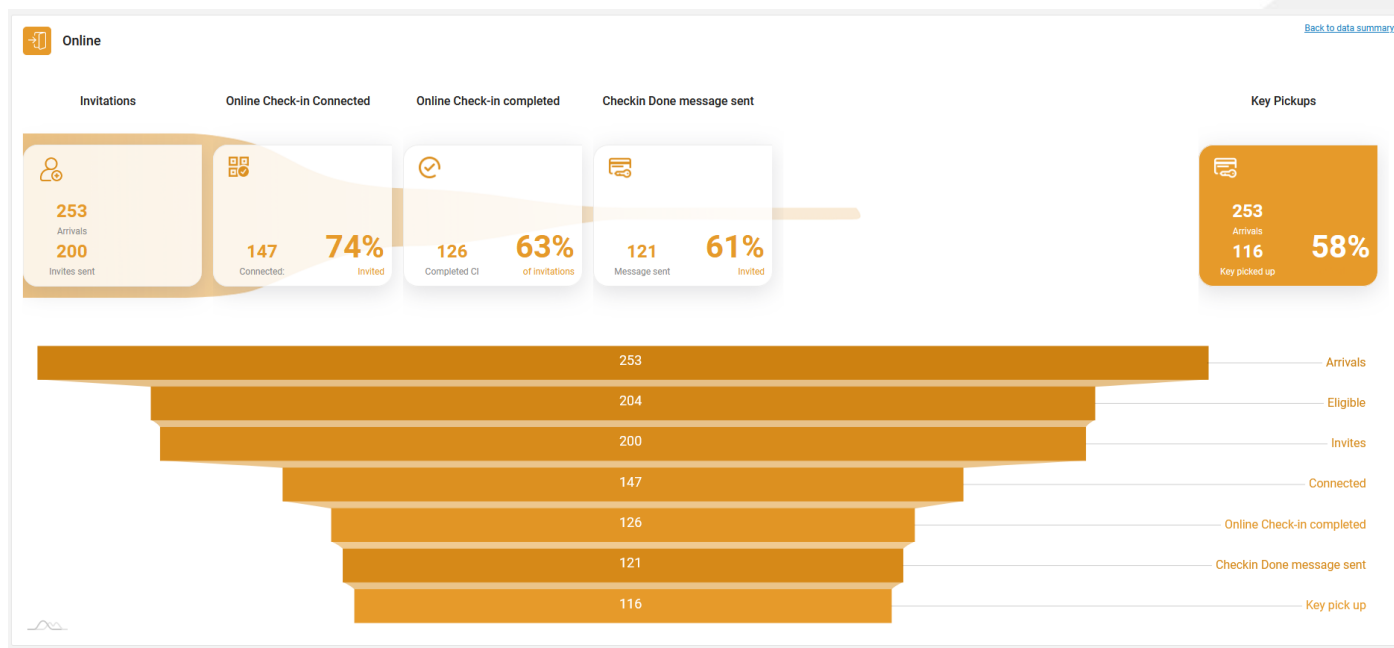 Online
Back to data summary
Invitations
Online Check-in Connected
Online Check-in completed
Checkin Done message sent
Key Pickups
253
Arrivals
200
Invites sent
147
Connected:
74%
Invited
126
Completed CI
63%
of invitations
121
Message sent
61%
Invited
253
Arrivals
116
Key picked up
58%
253
Arrivals
204
Eligible
200
Invites
147
Connected
126
Online Check-in completed
121
Checkin Done message sent
116
Key pick up